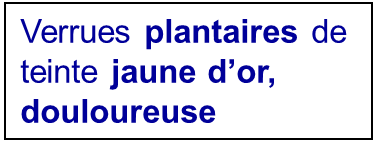 Verrues plantaires de
teinte jaune d’or,
douloureuse